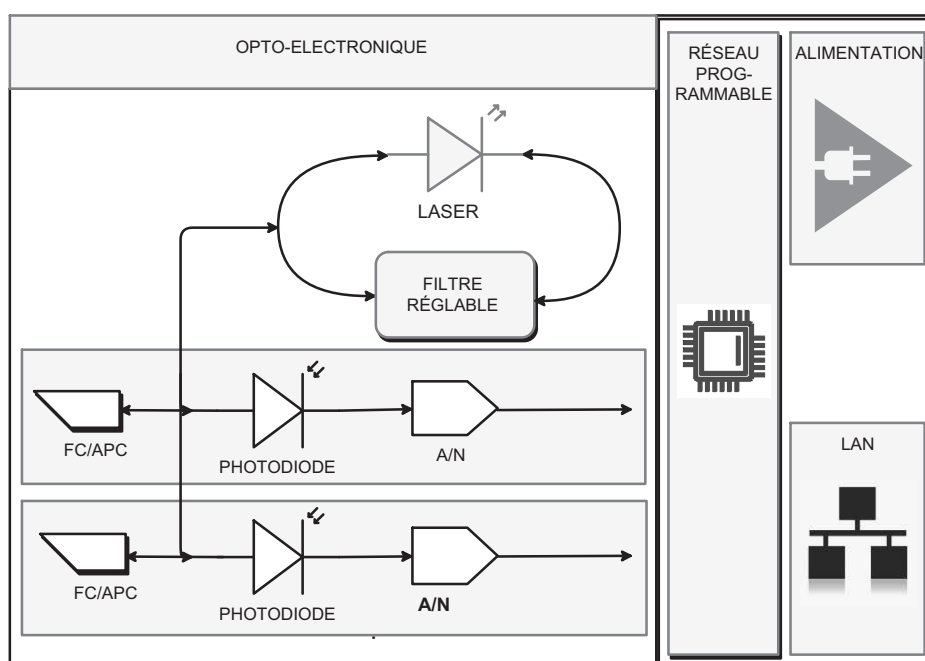 OPTO-ELECTRONIQUE
LASER
FILTRE
RÉGLABLE
FC/APC
PHOTODIODE
A/N
FC/APC
PHOTODIODE
A/N
RÉSEAU
PROG-
RAMMABLE
ALIMENTATION
LAN